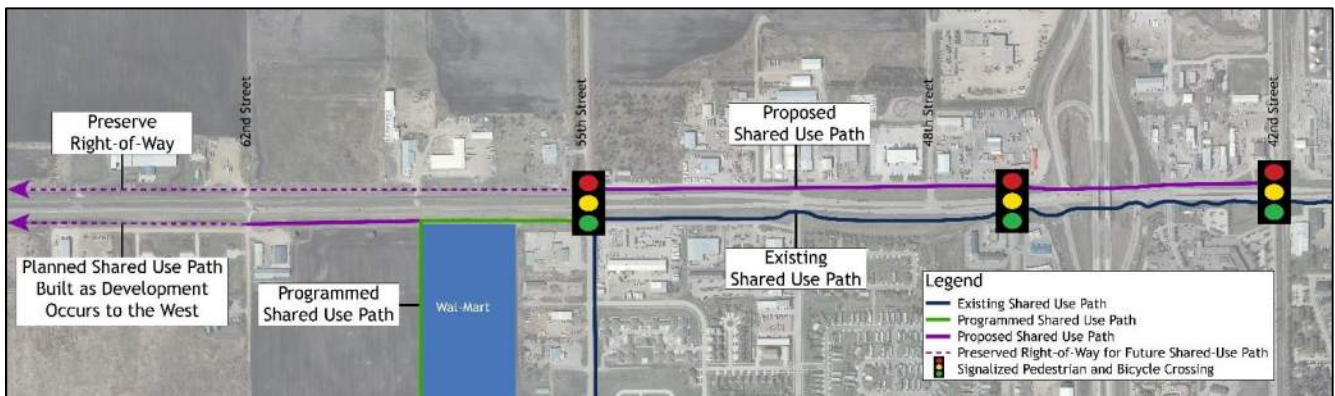 62nd Street
55th Street
48th Street
42nd Street
Preserve
Right-of-Way
Proposed
Shared Use Path
Planned Shared Use Path
Built as Development
Occurs to the West
Programmed
Shared Use Path
Wal-Mart
Existing
Shared Use Path
Legend
Existing Shared Use Path
Programmed Shared Use Path
Proposed Shared Use Path
Preserved Right-of-Way for Future Shared-Use Path
Signalized Pedestrian and Bicycle Crossing